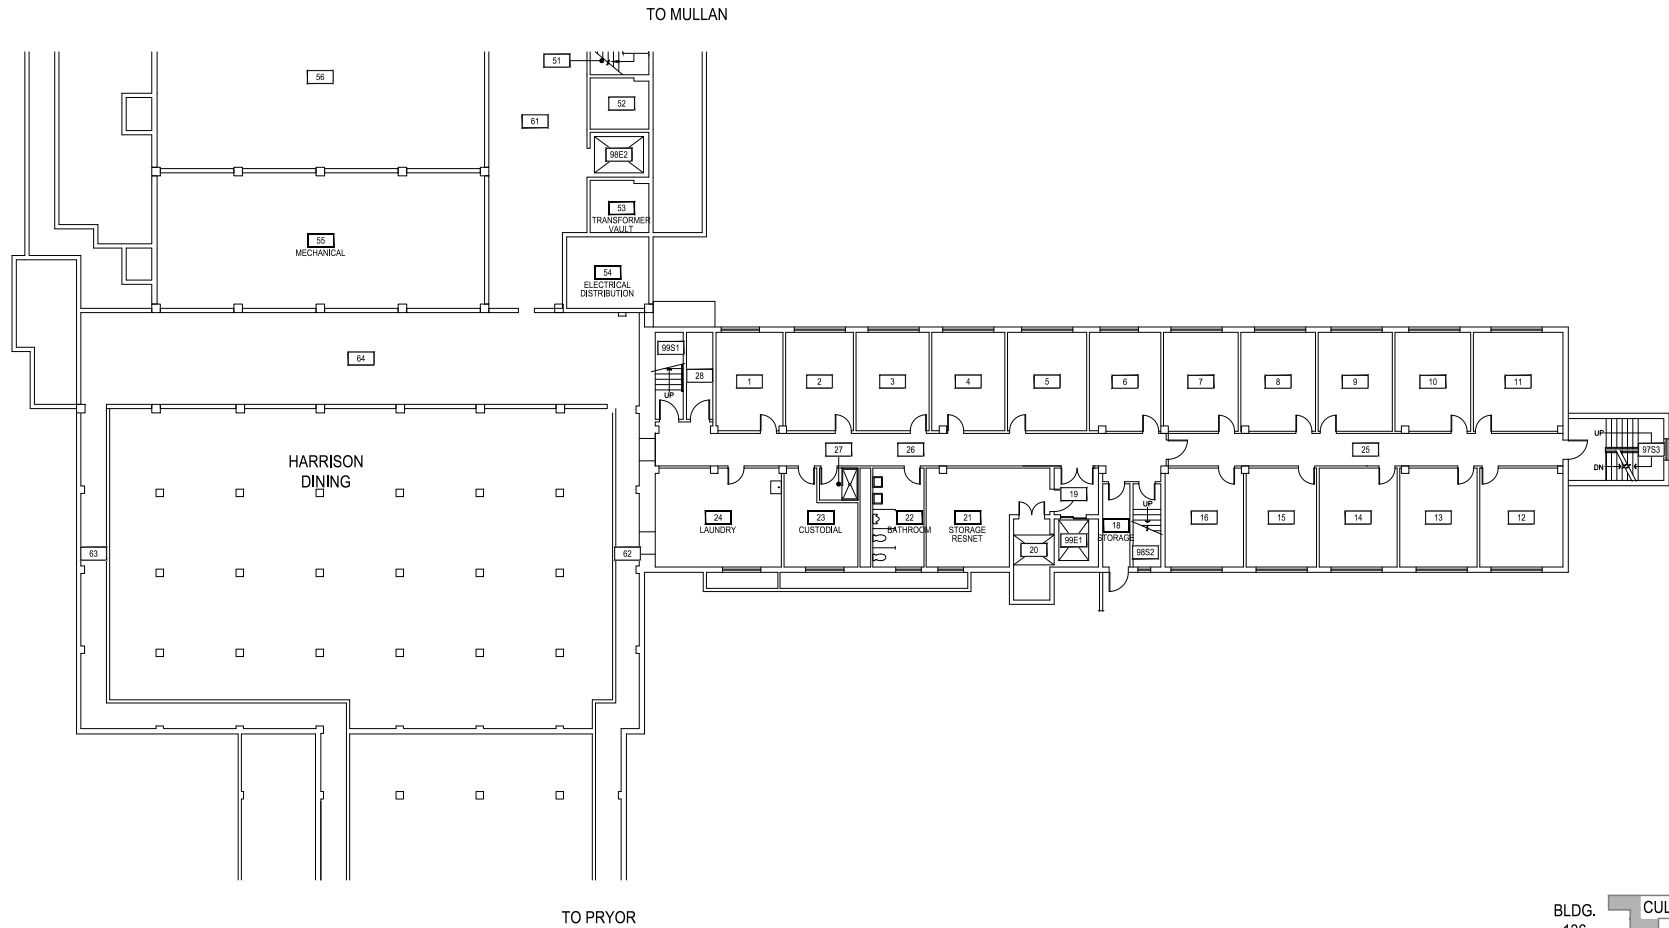 TO MULLAN
51
56
52
61
98E2
53
TRANSFORMER
VAULT
55
MECHANICAL
54
ELECTRICAL
DISTRIBUTION
99S1
64
28
UP
1
2
3
4
5
6
7
8
9
10
11
27
26
25
UP
97S3
DN
HARRISON
DINING
19
UP
24
LAUNDRY
23
CUSTODIAL
22
BATHROOM
21
STORAGE
RESNET
18
STORAGE
16
15
14
13
12
63
62
20
99E1
98S2
TO PRYOR
BLDG.
CUL